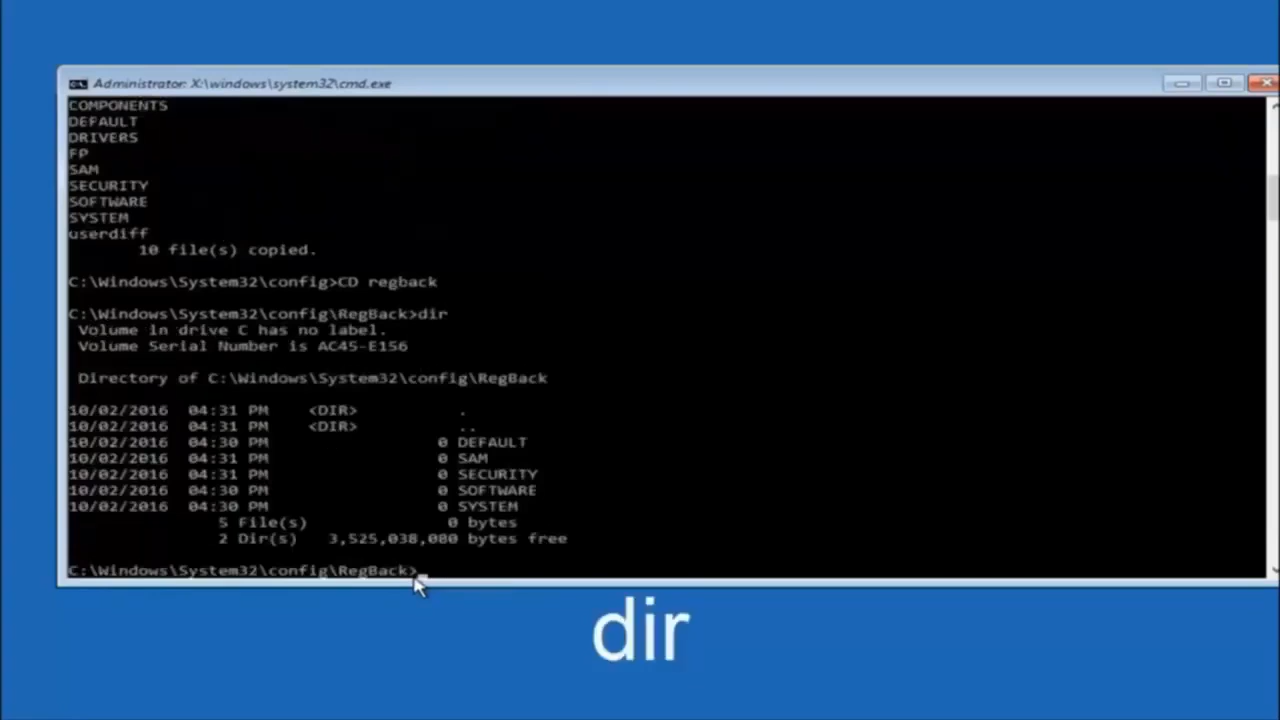 Administrator: X:\windows\system32\cmd.exe
COMPONENTS
DEFAULT
DRIVERS
FP
SAM
SECURITY
SOFTWARE
SYSTEM
userdiff
10 file(s) copied.
C:\Windows\System32\config>CD regback
C:\Windows\System32\config\RegBack>dir
Volume in drive C has no label.
Volume Serial Number is AC45-E156
Directory of C:\Windows\System32\config\RegBack
10/02/2016 04:31 PM <DIR> .
10/02/2016 04:31 PM <DIR> ..
10/02/2016 04:30 PM 0 DEFAULT
10/02/2016 04:31 PM 0 SAM
10/02/2016 04:31 PM 0 SECURITY
10/02/2016 04:30 PM 0 SOFTWARE
10/02/2016 04:30 PM 0 SYSTEM
5 File(s) 0 bytes
2 Dir(s) 3,525,038,080 bytes free
C:\Windows\System32\config\RegBack>
dir